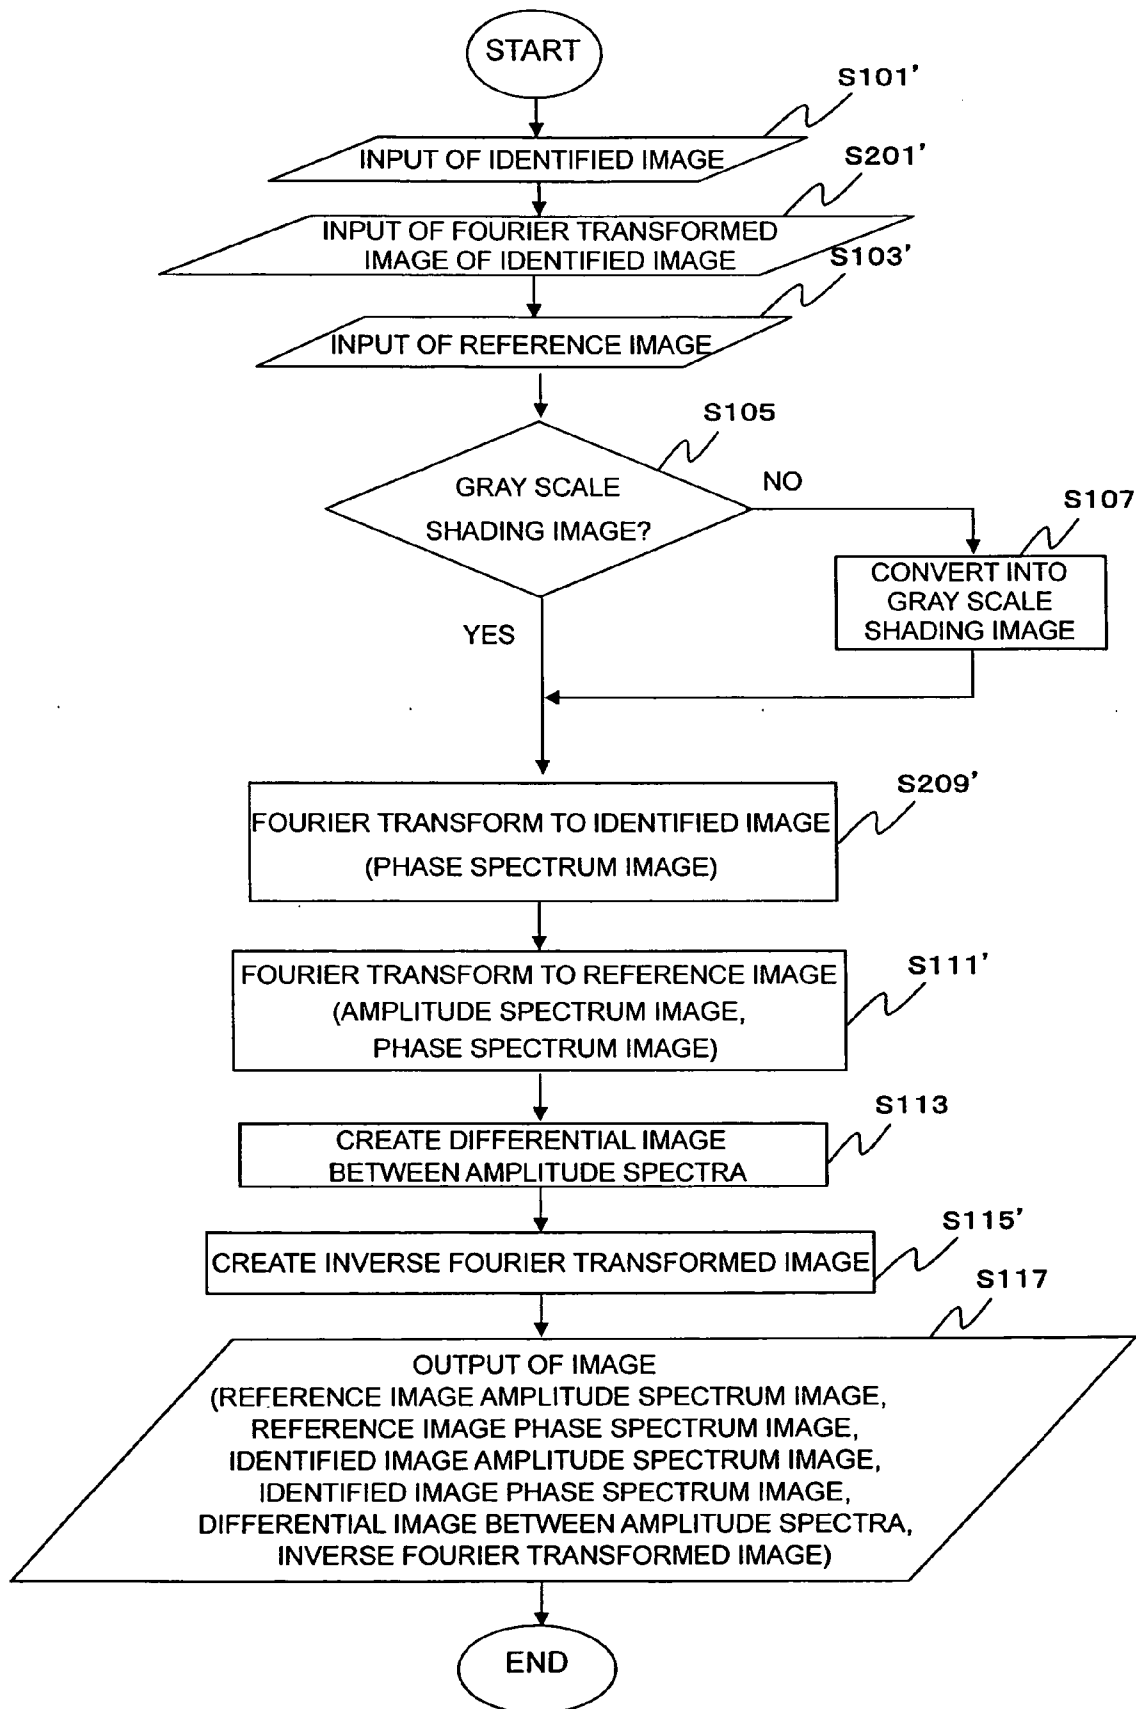 START
S101'
INPUT OF IDENTIFIED IMAGE
S201'
INPUT OF FOURIER TRANSFORMED
IMAGE OF IDENTIFIED IMAGE
S103'
INPUT OF REFERENCE IMAGE
S105
GRAY SCALE
SHADING IMAGE?
NO
S107
CONVERT INTO
GRAY SCALE
SHADING IMAGE
YES
S209'
FOURIER TRANSFORM TO IDENTIFIED IMAGE
(PHASE SPECTRUM IMAGE)
S111'
FOURIER TRANSFORM TO REFERENCE IMAGE
(AMPLITUDE SPECTRUM IMAGE,
PHASE SPECTRUM IMAGE)
S113
CREATE DIFFERENTIAL IMAGE
BETWEEN AMPLITUDE SPECTRA
S115'
CREATE INVERSE FOURIER TRANSFORMED IMAGE
S117
OUTPUT OF IMAGE
(REFERENCE IMAGE AMPLITUDE SPECTRUM IMAGE,
REFERENCE IMAGE PHASE SPECTRUM IMAGE,
IDENTIFIED IMAGE AMPLITUDE SPECTRUM IMAGE,
IDENTIFIED IMAGE PHASE SPECTRUM IMAGE,
DIFFERENTIAL IMAGE BETWEEN AMPLITUDE SPECTRA,
INVERSE FOURIER TRANSFORMED IMAGE)
END